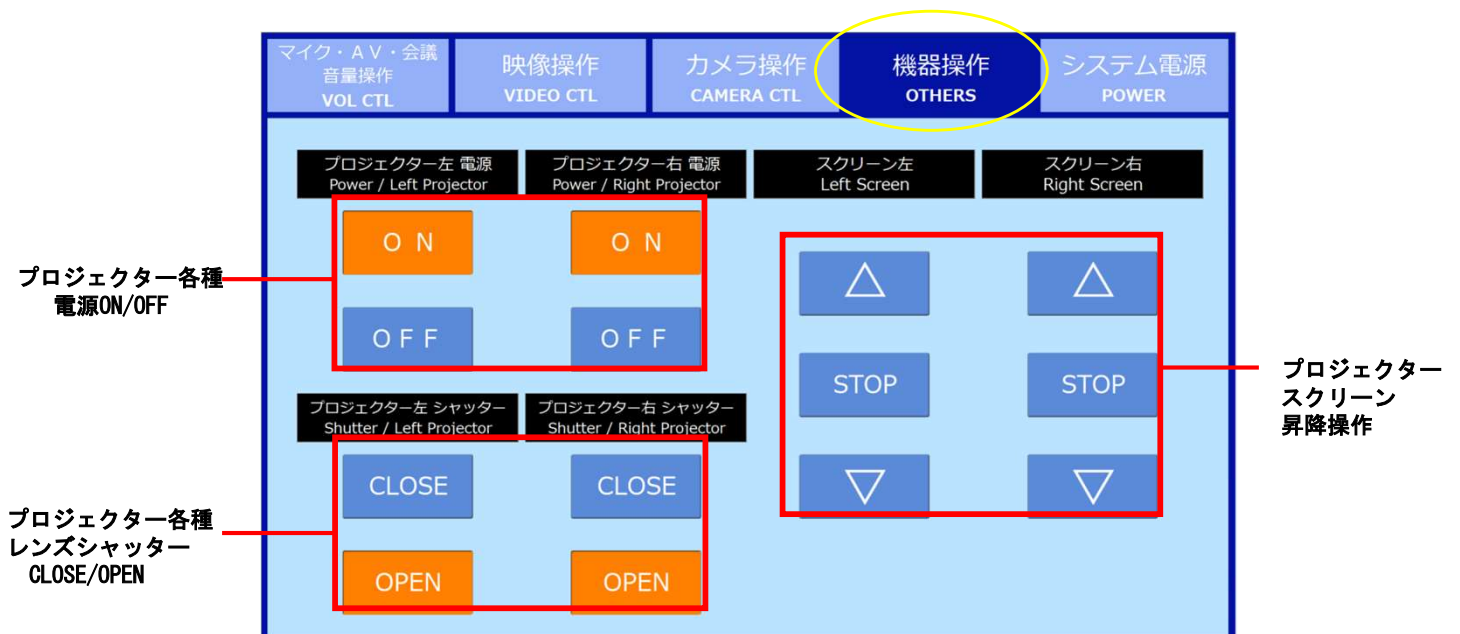 マイク・ＡＶ・会議
音量操作
VOL CTL
映像操作
VIDEO CTL
カメラ操作
CAMERA CTL
機器操作
OTHERS
システム電源
POWER
プロジェクター左 電源
Power / Left Projector
プロジェクター右 電源
Power / Right Projector
スクリーン左
Left Screen
スクリーン右
Right Screen
ＯＮ
ＯＮ
プロジェクター各種
電源ON/OFF
ＯＦＦ
ＯＦＦ
STOP
STOP
プロジェクター
スクリーン
昇降操作
プロジェクター左 シャッター
Shutter / Left Projector
プロジェクター右 シャッター
Shutter / Right Projector
CLOSE
CLOSE
プロジェクター各種
レンズシャッター
CLOSE/OPEN
OPEN
OPEN